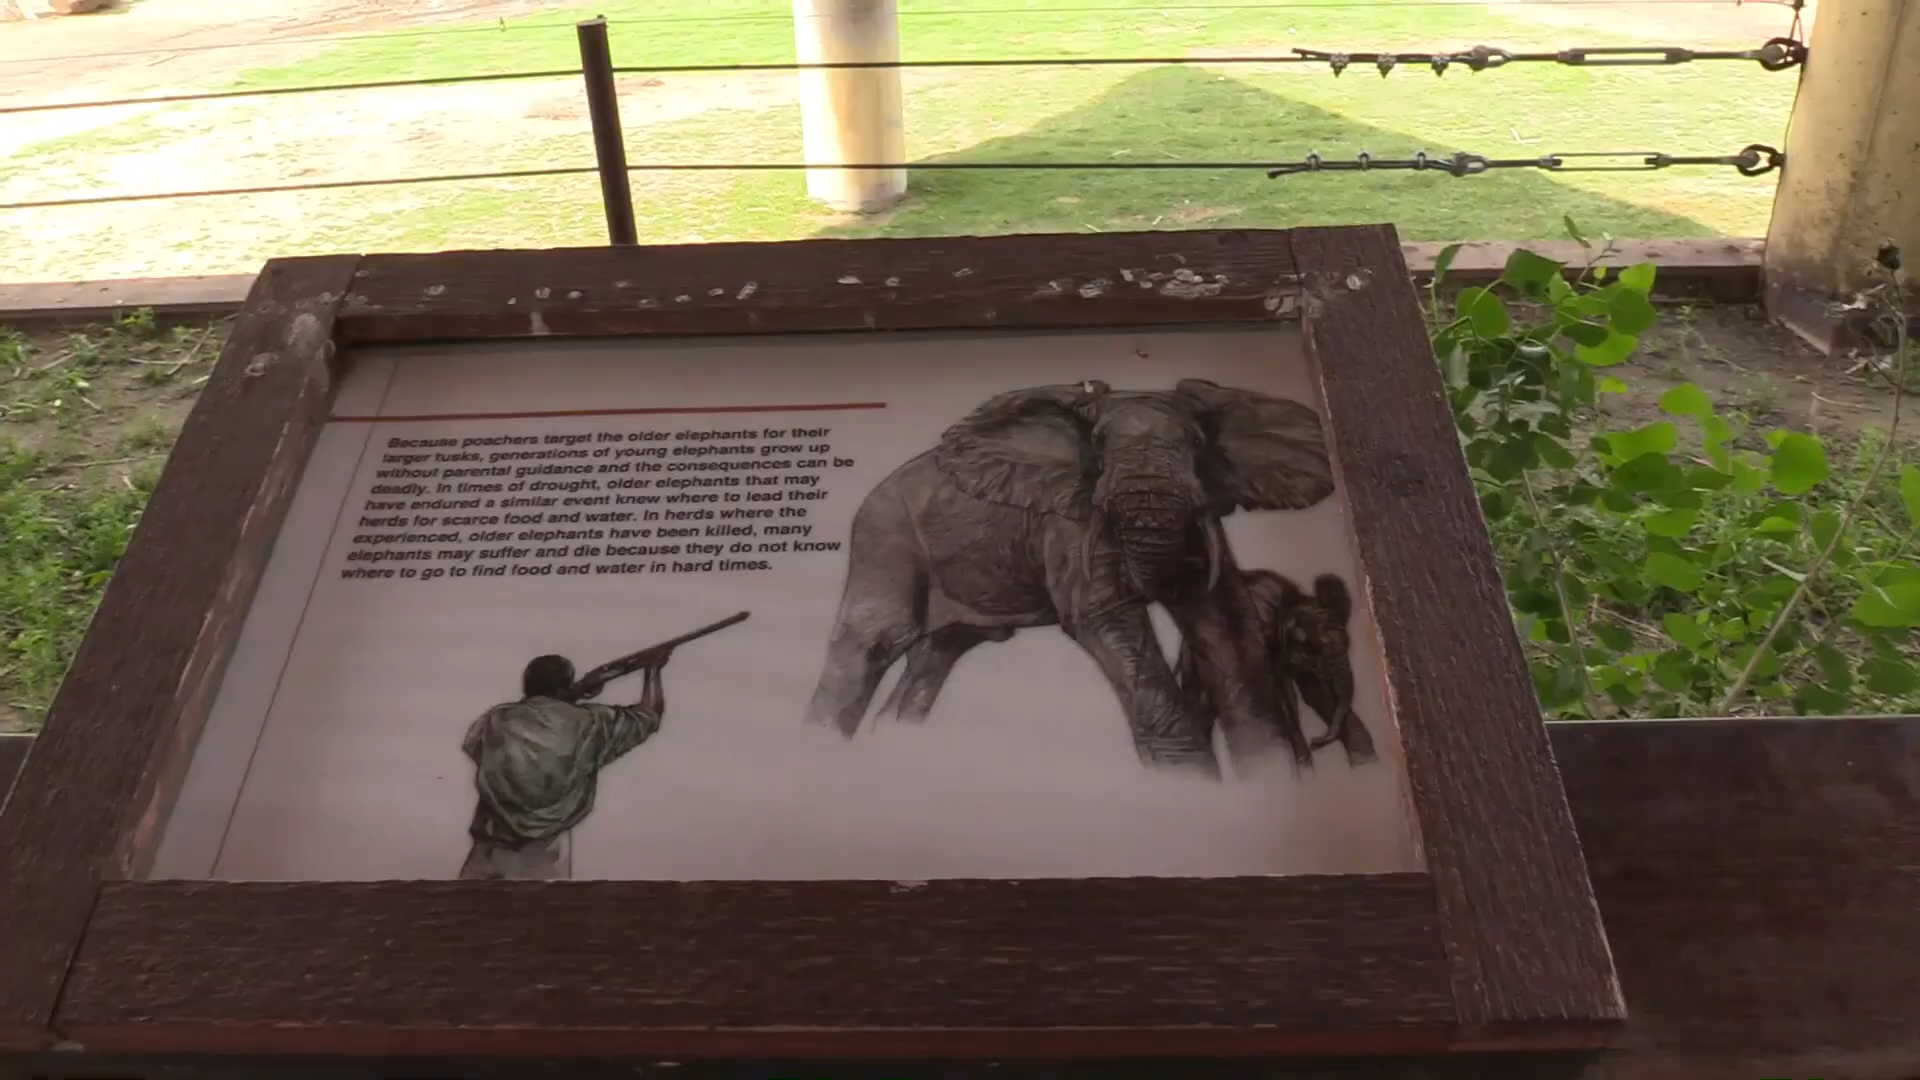 Because poachers target the older elephants for their
larger tusks, generations of young elephants grow up
without parental guidance and the consequences can be
deadly. In times of drought, older elephants that may
have endured a similar event knew where to lead their
herds for scarce food and water. In herds where the
experienced, older elephants have been killed, many
elephants may suffer and die because they do not know
where to go to find food and water in hard times.